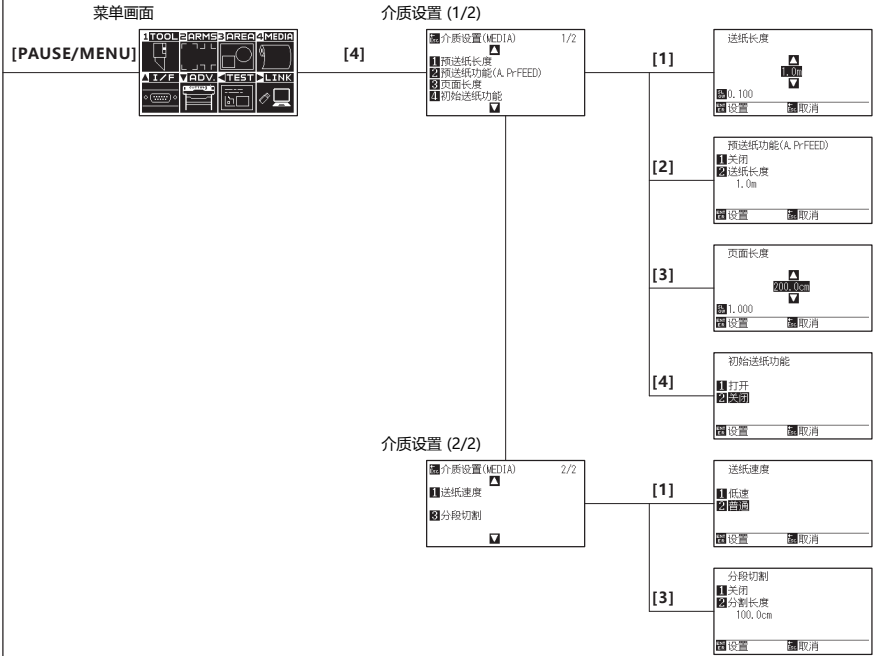 菜单画面
[PAUSE/MENU]
1TOOL 2ARMS 3AREA 4MEDIA
▲I/F ▼ADV. ◀TEST ▶LINK
[4]
介质设置 (1/2)
介质设置(MEDIA) 1/2
1预送纸长度
2预送纸功能(A.PrFEED)
3页面长度
4初始送纸功能
[1]
送纸长度
1.0m
0.100
设置 取消
[2]
预送纸功能(A.PrFEED)
1关闭
2送纸长度
1.0m
设置 取消
[3]
页面长度
200.0cm
1.000
设置 取消
[4]
初始送纸功能
1打开
2关闭
设置 取消
介质设置 (2/2)
介质设置(MEDIA) 2/2
1送纸速度
3分段切割
[1]
送纸速度
1低速
2普通
设置 取消
[3]
分段切割
1关闭
2分割长度
100.0cm
设置 取消